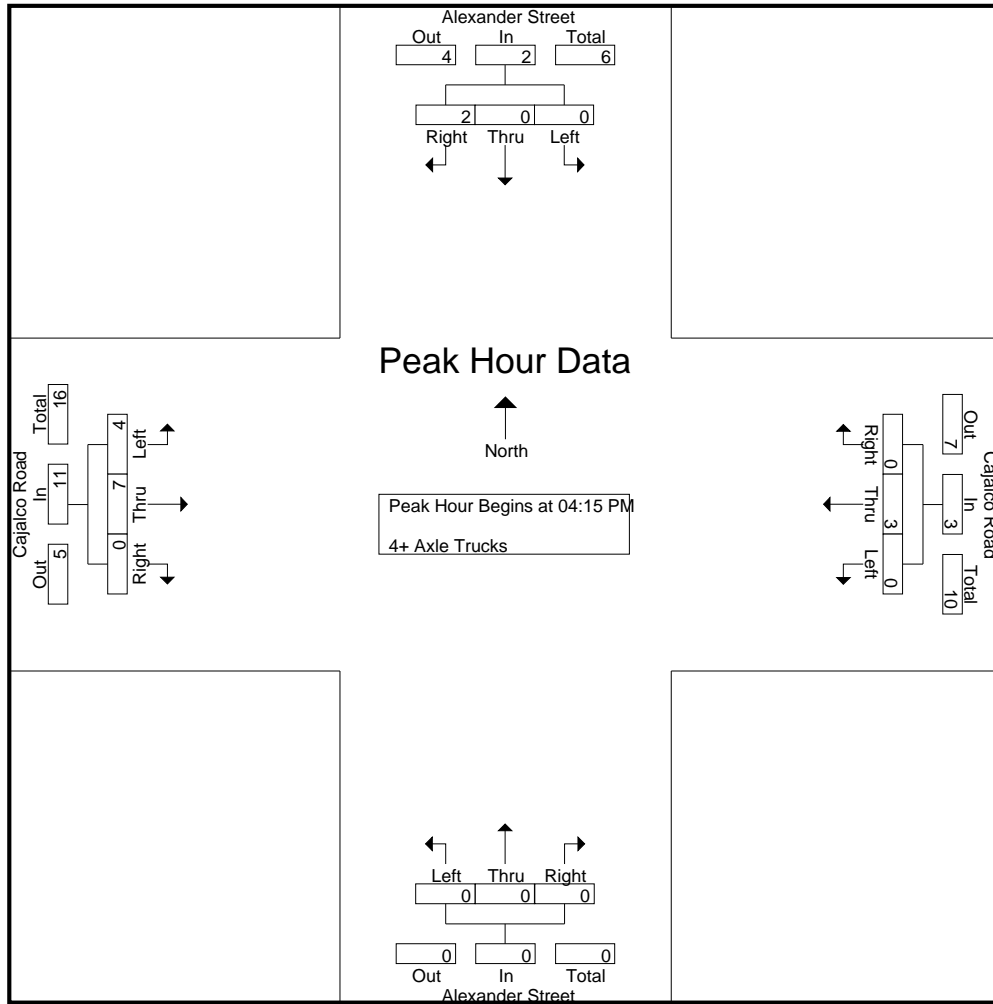 Alexander Street
Out In Total
4 2 6
2 0 0
Right Thru Left
Peak Hour Data
North
Peak Hour Begins at 04:15 PM
4+ Axle Trucks
Cajalco Road
Total In Out
16 11 5
4 7 0
Left Thru Right
Cajalco Road
Out In Total
7 3 10
0 3 0
Right Thru Left
Left Thru Right
0 0 0
0 0 0
Out In Total
Alexander Street